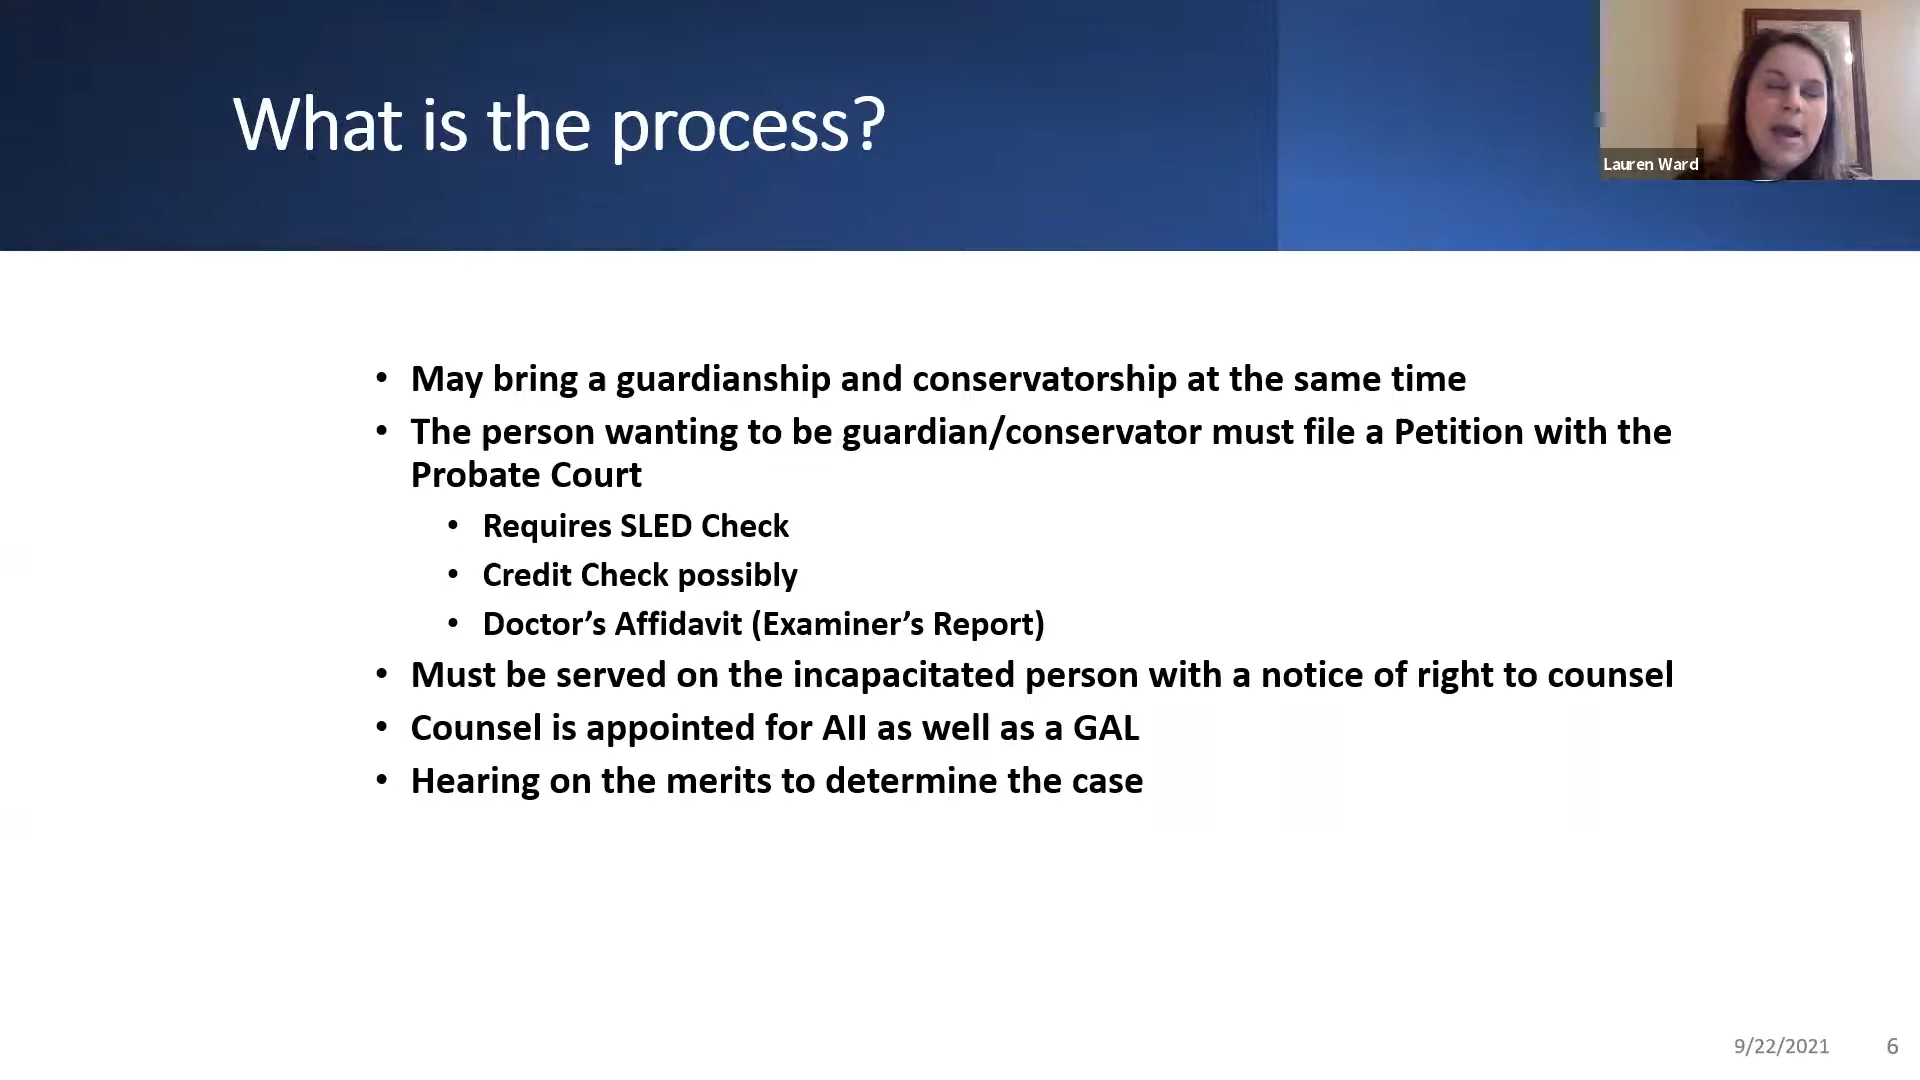 What is the process?
Lauren Ward
• May bring a guardianship and conservatorship at the same time
• The person wanting to be guardian/conservator must file a Petition with the
Probate Court
• Requires SLED Check
• Credit Check possibly
• Doctor’s Affidavit (Examiner’s Report)
• Must be served on the incapacitated person with a notice of right to counsel
• Counsel is appointed for AII as well as a GAL
• Hearing on the merits to determine the case
9/22/2021 6